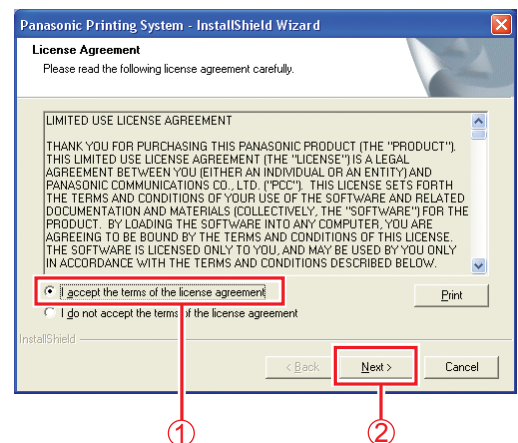 Panasonic Printing System - InstallShield Wizard
License Agreement
Please read the following license agreement carefully.
LIMITED USE LICENSE AGREEMENT
THANK YOU FOR PURCHASING THIS PANASONIC PRODUCT (THE "PRODUCT").
THIS LIMITED USE LICENSE AGREEMENT (THE "LICENSE") IS A LEGAL
AGREEMENT BETWEEN YOU (EITHER AN INDIVIDUAL OR AN ENTITY) AND
PANASONIC COMMUNICATIONS CO., LTD. ("PCC"). THIS LICENSE SETS FORTH
THE TERMS AND CONDITIONS OF YOUR USE OF THE SOFTWARE AND RELATED
DOCUMENTATION AND MATERIALS (COLLECTIVELY, THE "SOFTWARE") FOR THE
PRODUCT. BY LOADING THE SOFTWARE INTO ANY COMPUTER, YOU ARE
AGREEING TO BE BOUND BY THE TERMS AND CONDITIONS OF THIS LICENSE.
THE SOFTWARE IS LICENSED ONLY TO YOU, AND MAY BE USED BY YOU ONLY
IN ACCORDANCE WITH THE TERMS AND CONDITIONS DESCRIBED BELOW.
I accept the terms of the license agreement
Print
I do not accept the terms of the license agreement
InstallShield
< Back
Next >
Cancel
1
2